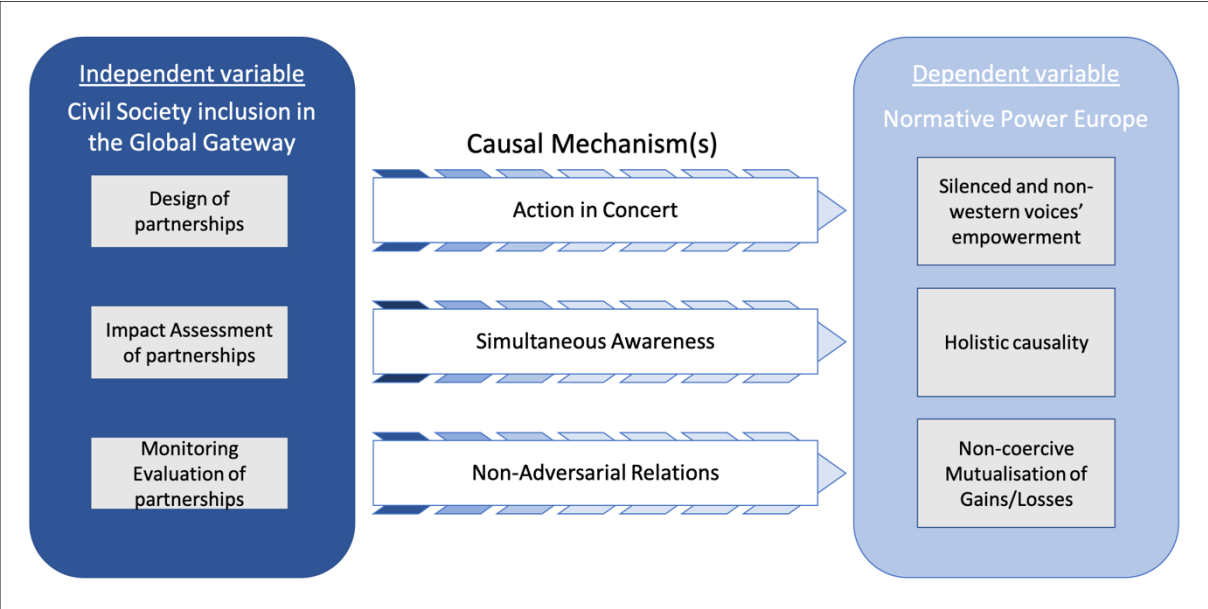 Independent variable
Civil Society inclusion in
the Global Gateway
Design of
partnerships
Impact Assessment
of partnerships
Monitoring
Evaluation of
partnerships
Causal Mechanism(s)
Action in Concert
Simultaneous Awareness
Non-Adversarial Relations
Dependent variable
Normative Power Europe
Silenced and non-
western voices’
empowerment
Holistic causality
Non-coercive
Mutualisation of
Gains/Losses